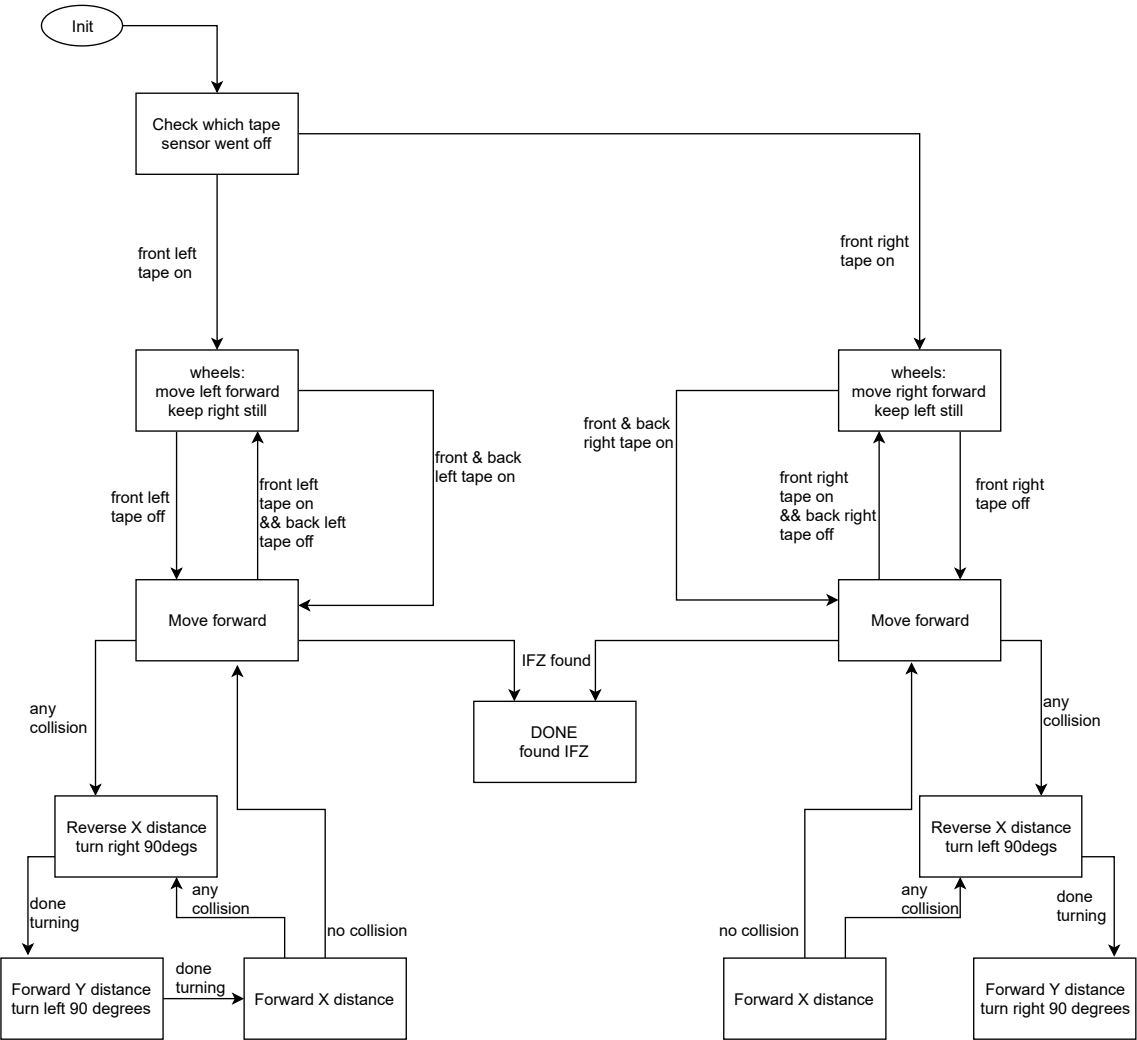 Init
Check which tape
sensor went off
front left
tape on
front right
tape on
wheels:
move left forward
keep right still
wheels:
move right forward
keep left still
front left
tape off
front left
tape on
&& back left
tape off
front & back
left tape on
front & back
right tape on
front right
tape on
&& back right
tape off
front right
tape off
Move forward
Move forward
IFZ found
any
collision
DONE
found IFZ
any
collision
Reverse X distance
turn right 90degs
Reverse X distance
turn left 90degs
done
turning
any
collision
no collision
no collision
any
collision
done
turning
Forward Y distance
turn left 90 degrees
done
turning
Forward X distance
Forward X distance
Forward Y distance
turn right 90 degrees